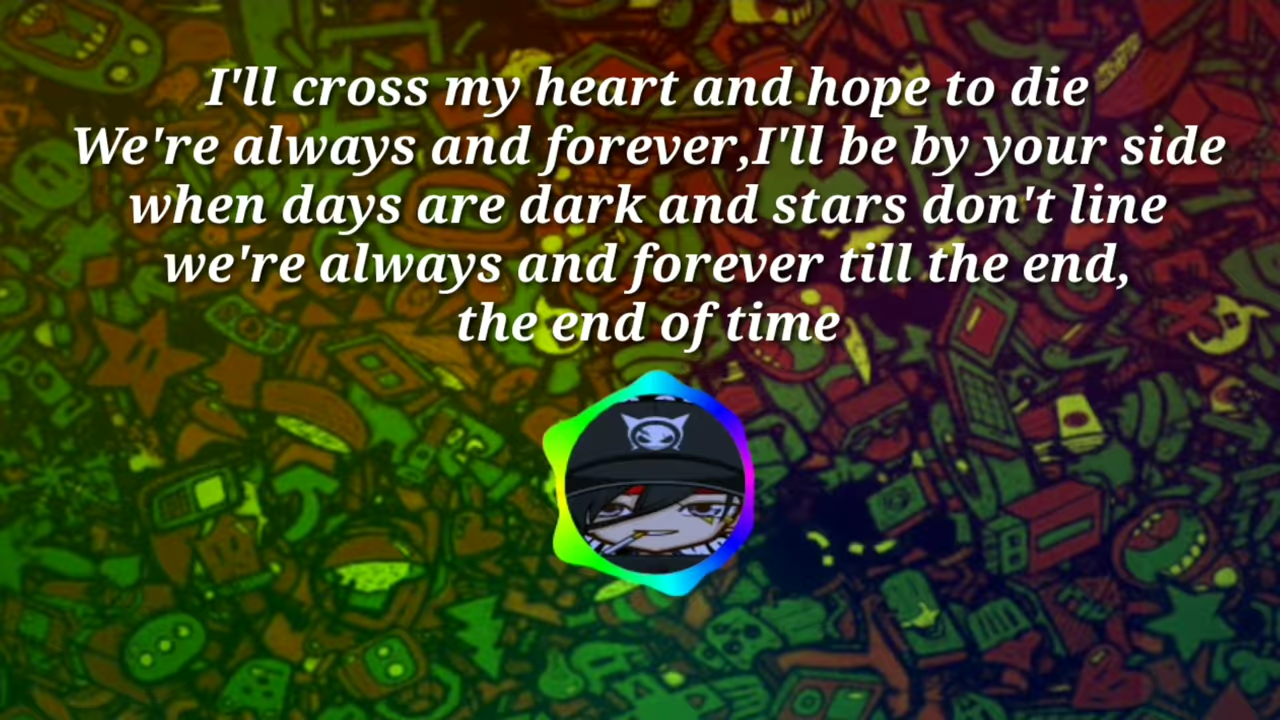 I'll cross my heart and hope to die
We're always and forever,I'll be by your side
when days are dark and stars don't line
we're always and forever till the end,
the end of time